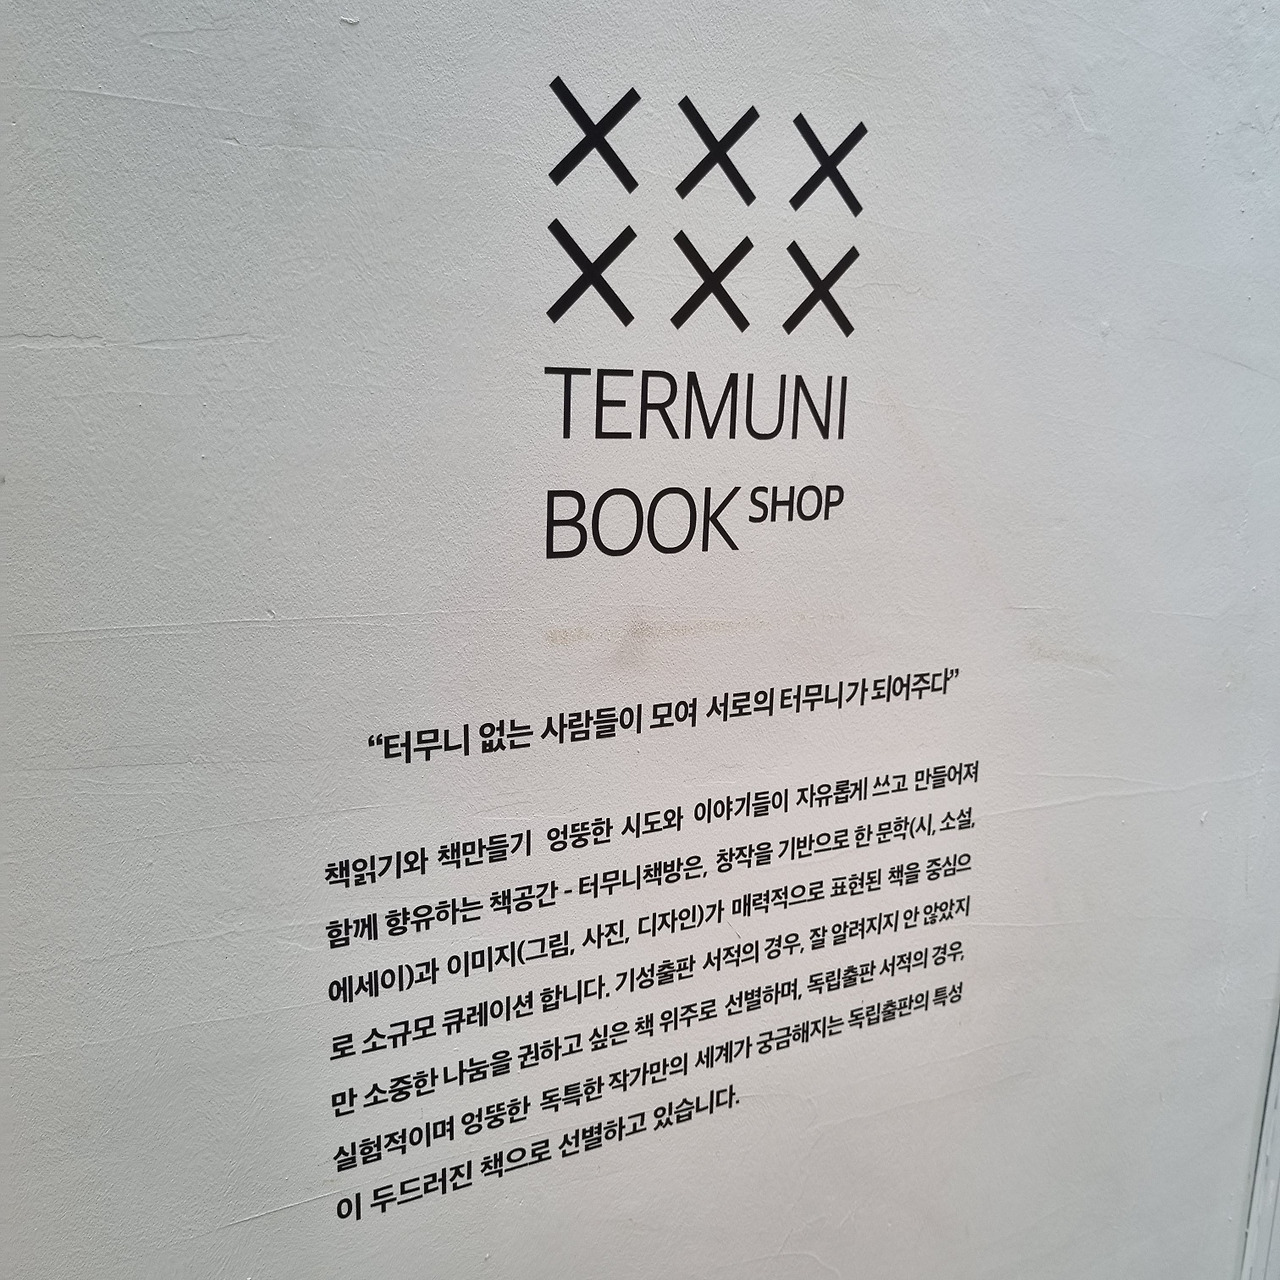 XXX
XXX
TERMUNI
BOOK SHOP
“터무니 없는 사람들이 모여 서로의 터무니가 되어주다”
책읽기와 책만들기 엉뚱한 시도와 이야기들이 자유롭게 쓰고 만들어져
함께 향유하는 책공간 - 터무니책방은, 창작을 기반으로 한 문학(시, 소설,
에세이)과 이미지(그림, 사진, 디자인)가 매력적으로 표현된 책을 중심으
로 소규모 큐레이션 합니다. 기성출판 서적의 경우, 잘 알려지지 안 않았지
만 소중한 나눔을 권하고 싶은 책 위주로 선별하며, 독립출판 서적의 경우,
실험적이며 엉뚱한 독특한 작가만의 세계가 궁금해지는 독립출판의 특성
이 두드러진 책으로 선별하고 있습니다.